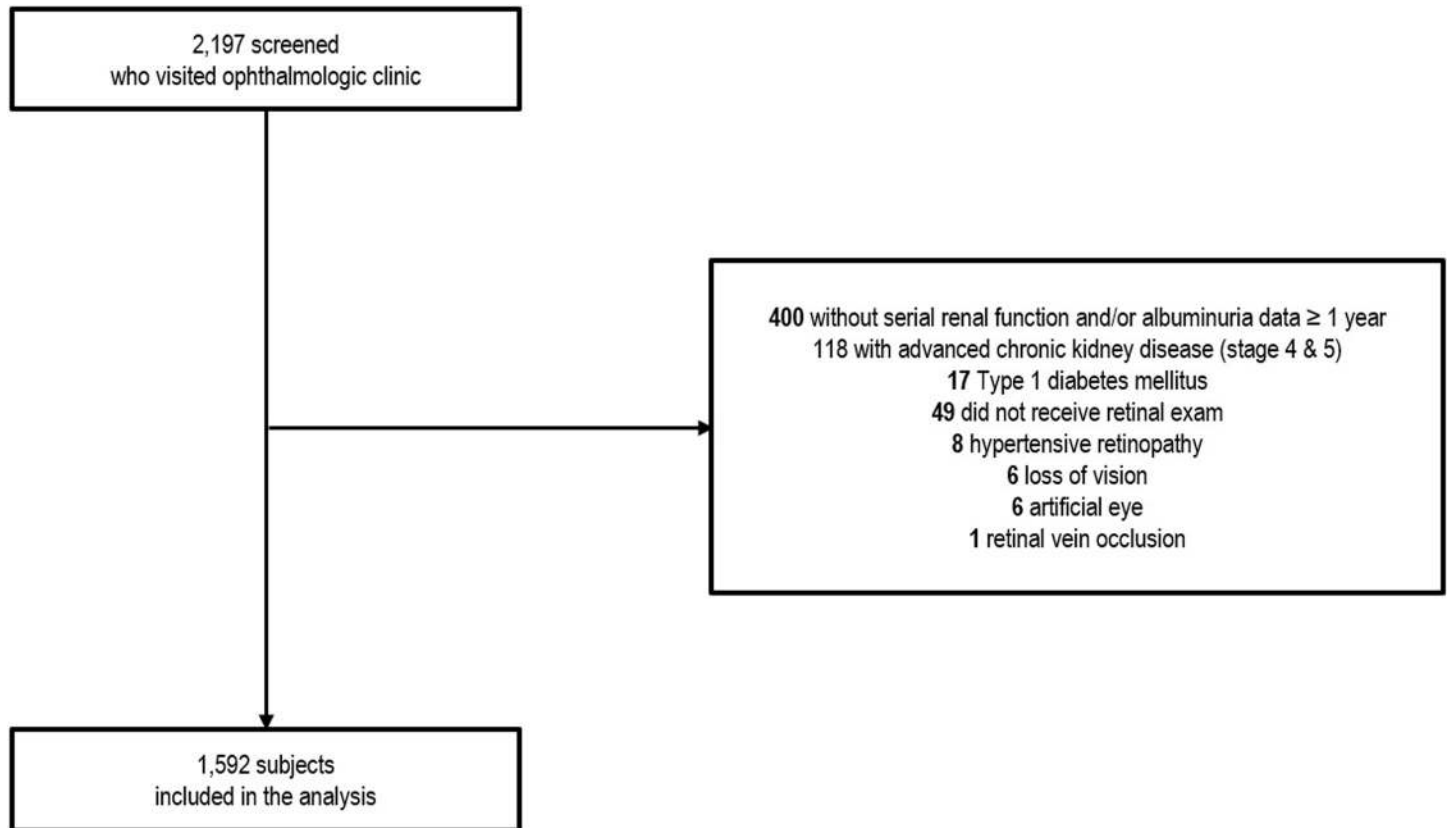 2,197 screened
who visited ophthalmologic clinic
400 without serial renal function and/or albuminuria data ≥ 1 year
118 with advanced chronic kidney disease (stage 4 & 5)
17 Type 1 diabetes mellitus
49 did not receive retinal exam
8 hypertensive retinopathy
6 loss of vision
6 artificial eye
1 retinal vein occlusion
1,592 subjects
included in the analysis